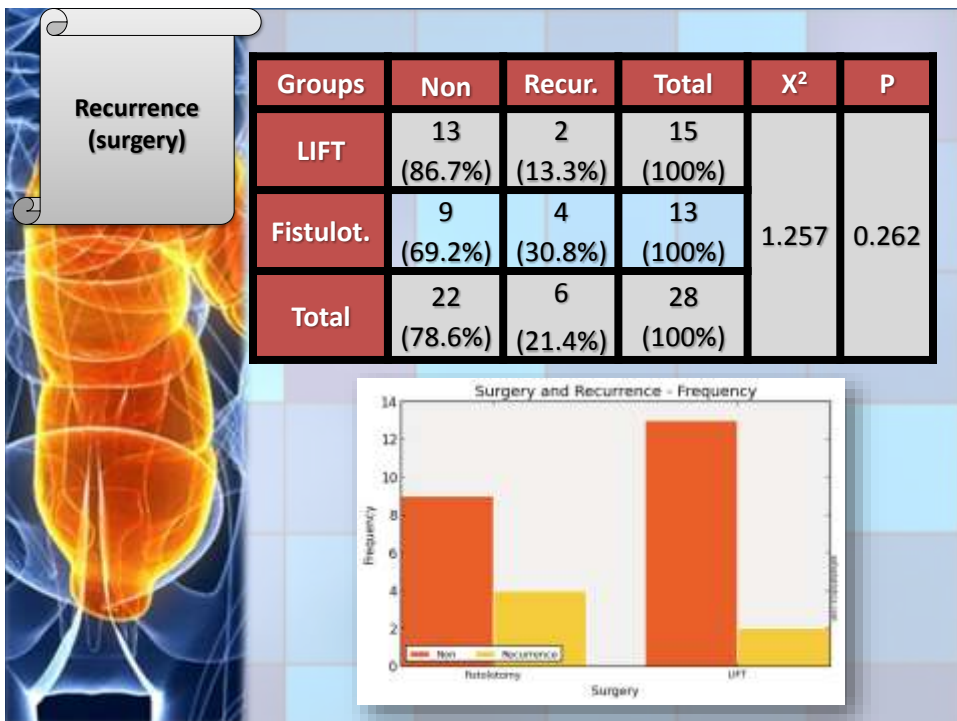 Recurrence
(surgery)
Groups Non Recur. Total X² P
LIFT 13 (86.7%) 2 (13.3%) 15 (100%) 1.257 0.262
Fistulot. 9 (69.2%) 4 (30.8%) 13 (100%)
Total 22 (78.6%) 6 (21.4%) 28 (100%)
Surgery and Recurrence - Frequency
14
12
10
8
6
4
2
0
Frequency
Non Recurrence
LIFT
Surgery